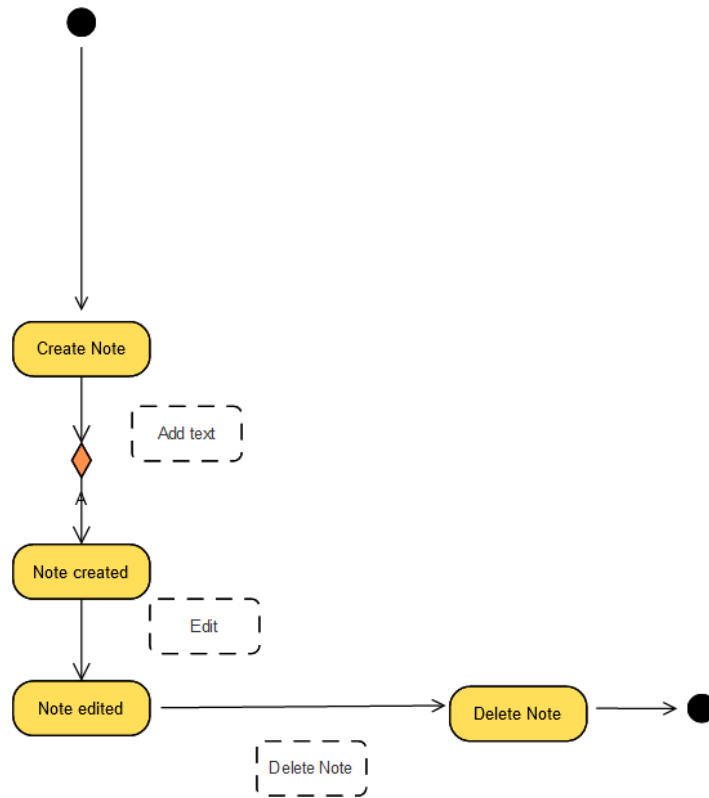 Create Note
Add text
A
Note created
Edit
Note edited
Delete Note
Delete Note